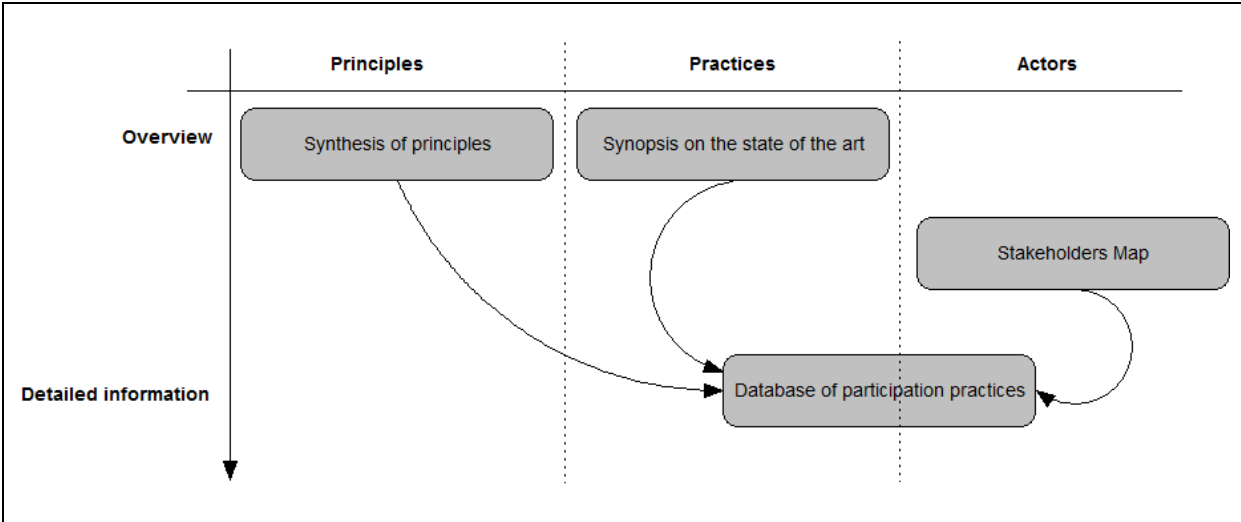 Principles
Practices
Actors
Overview
Synthesis of principles
Synopsis on the state of the art
Stakeholders Map
Detailed information
Database of participation practices